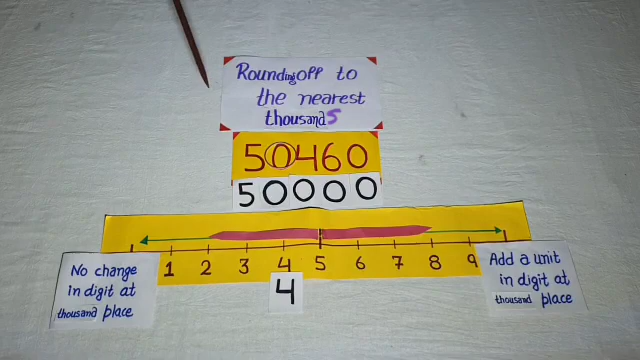 Rounding off to
the nearest
thousands
50460
50000
1 2 3 4 5 6 7 8 9
4
No change
in digit at
thousand place
Add a unit
in digit at
thousand place